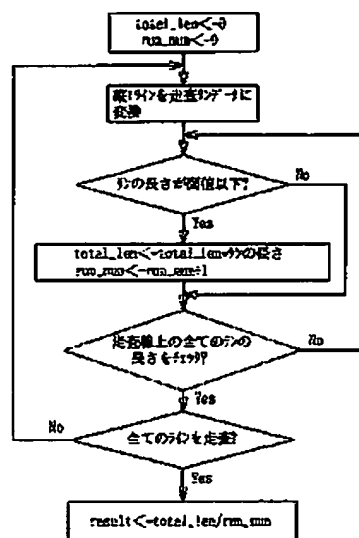 total_len<-0
run_num<-0
縦1ラインを走査ランデータに
変換
ランの長さが閾値以下?
No
Yes
total_len<-total_len+ランの長さ
run_num<-run_num+1
走査線上の全てのランの
長さをチェック?
No
Yes
No
全てのラインを走査?
Yes
result<-total_len/run_num